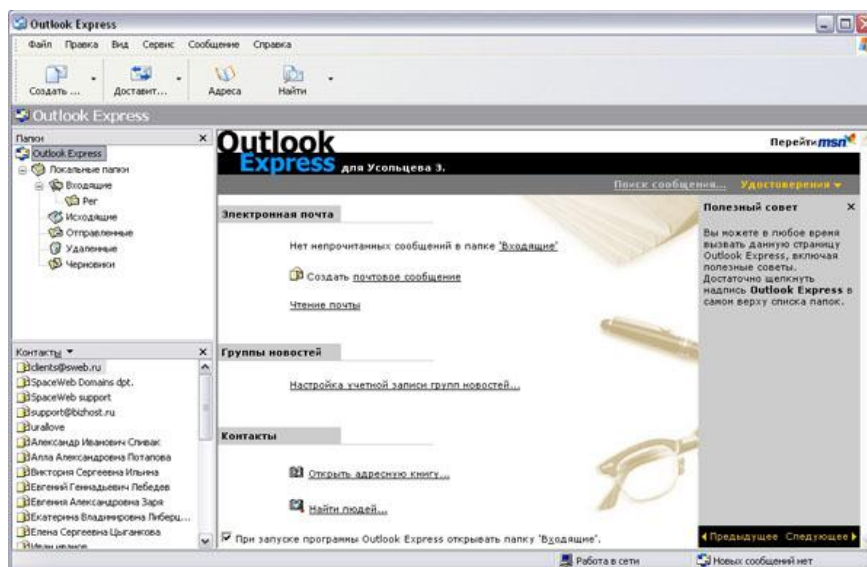 Outlook Express
Файл Правка Вид Сервис Сообщение Справка
Создать ... Доставит... Адреса Найти
Outlook Express
Папки
Outlook Express
Локальные папки
Входящие
Рег
Исходящие
Отправленные
Удаленные
Черновики
Контакты
clients@sweb.ru
SpaceWeb Domains dpt.
SpaceWeb support
support@bizhost.ru
uralove
Александр Иванович Спивак
Алла Александровна Потапова
Виктория Сергеевна Ильина
Евгений Геннадьевич Лебедев
Евгения Александровна Заря
Екатерина Владимировна Либерц...
Елена Сергеевна Цыганкова
Иван иванов
Outlook
Express для Усольцева Э.
Перейти msn
Поиск сообщения... Удостоверения
Электронная почта
Нет непрочитанных сообщений в папке 'Входящие'
Создать почтовое сообщение
Чтение почты
Группы новостей
Настройка учетной записи групп новостей...
Контакты
Открыть адресную книгу...
Найти людей...
При запуске программы Outlook Express открывать папку 'Входящие'.
Полезный совет
Вы можете в любое время
вызвать данную страницу
Outlook Express, включая
полезные советы.
Достаточно щелкнуть
надпись Outlook Express в
самом верху списка папок.
Предыдущее Следующее
Работа в сети Новых сообщений нет